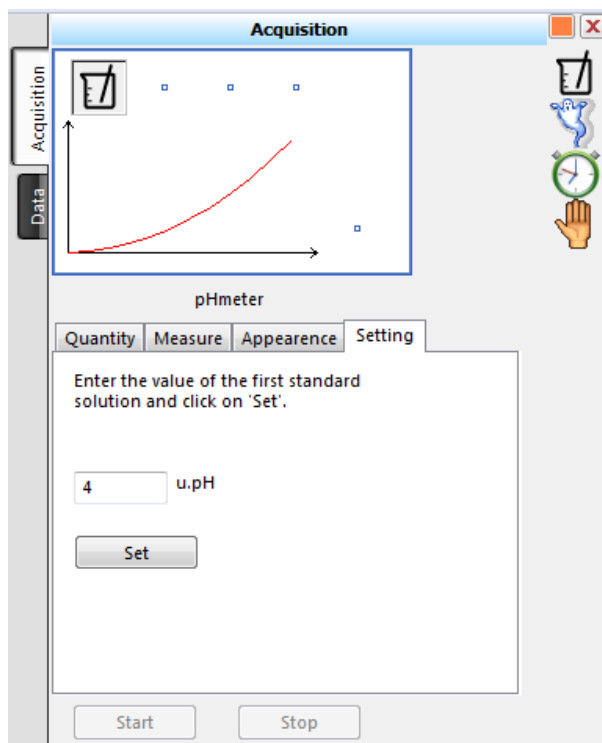 Acquisition
Acquisition
Data
pHmeter
Quantity
Measure
Appearence
Setting
Enter the value of the first standard
solution and click on 'Set'.
4
u.pH
Set
Start
Stop